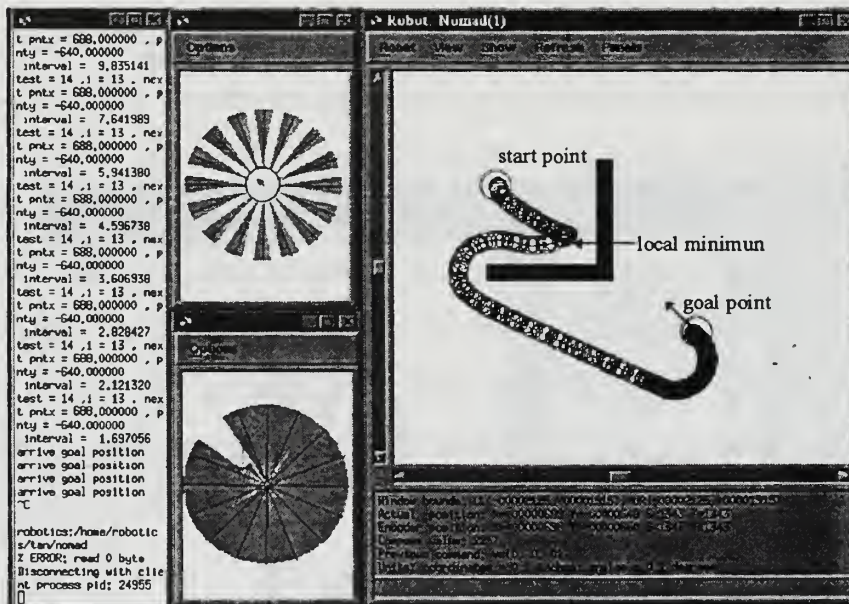 t pntx = 688,000000 , p
nty = -640,000000
interval = 9,835141
test = 14 ,i = 13 , nex
t pntx = 688,000000 , p
nty = -640,000000
interval = 7,641989
test = 14 ,i = 13 , nex
t pntx = 688,000000 , p
nty = -640,000000
interval = 5,941380
test = 14 ,i = 13 , nex
t pntx = 688,000000 , p
nty = -640,000000
interval = 4,596738
test = 14 ,i = 13 , nex
t pntx = 688,000000 , p
nty = -640,000000
interval = 3,606938
test = 14 ,i = 13 , nex
t pntx = 688,000000 , p
nty = -640,000000
interval = 2,828427
test = 14 ,i = 13 , nex
t pntx = 688,000000 , p
nty = -640,000000
interval = 2,121320
test = 14 ,i = 13 , nex
t pntx = 688,000000 , p
nty = -640,000000
interval = 1,697056
arrive goal position
arrive goal position
arrive goal position
arrive goal position
^C
robotics:/home/robotic
s/tan/nomad
% ERROR: read 0 byte
Disconnecting with clie
nt process pid: 24955
Options
Options
Robot, Nomad(1)
Robot View Show Refresh Panels
start point
local minimun
goal point